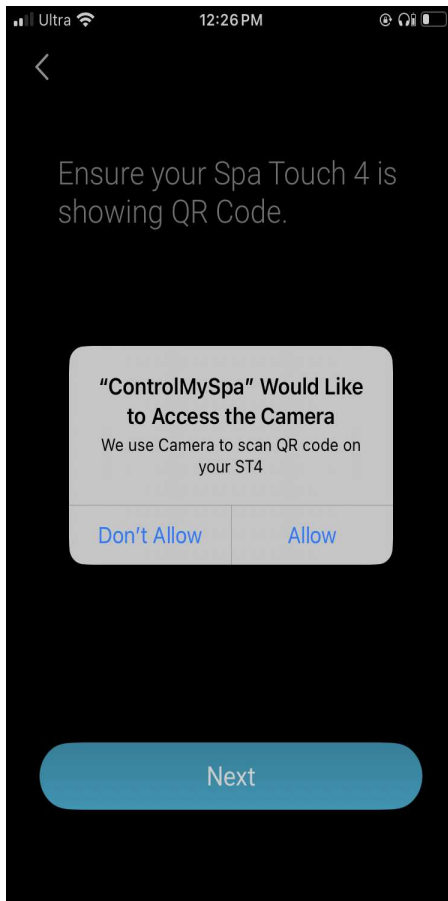 Ultra 12:26 PM
Ensure your Spa Touch 4 is
showing QR Code.
“ControlMySpa” Would Like
to Access the Camera
We use Camera to scan QR code on
your ST4
Don’t Allow Allow
Next